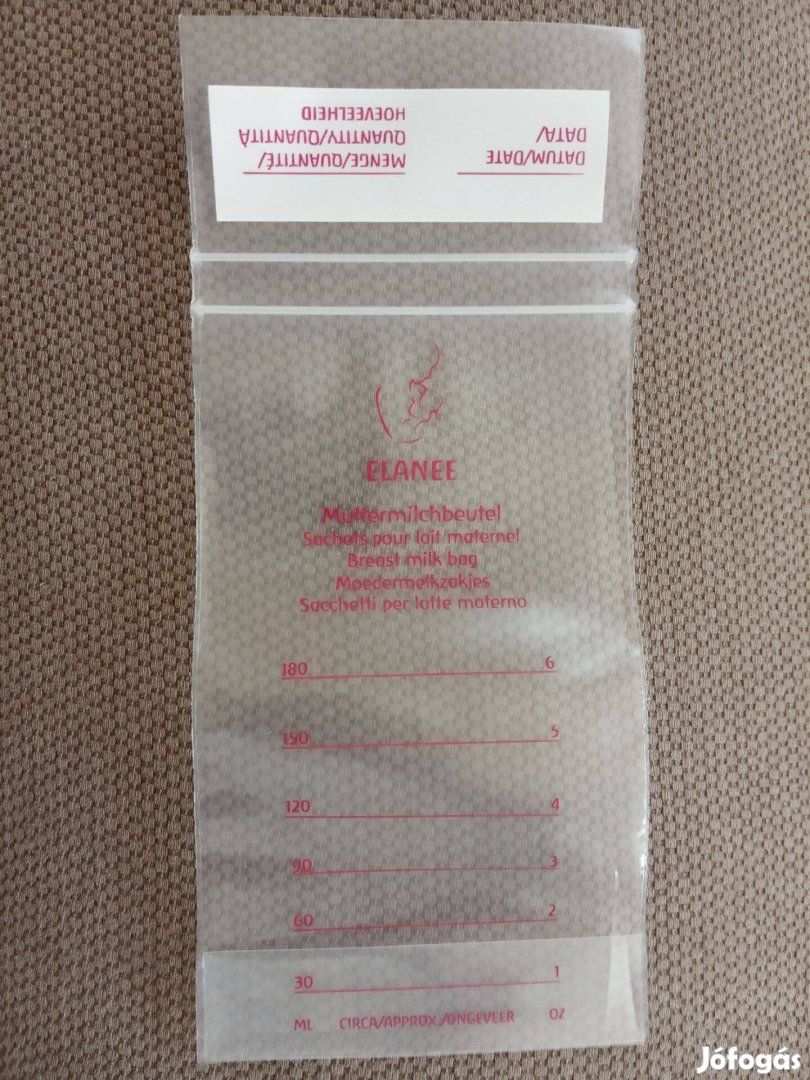 MENGE/QUANTITÉ/
QUANTITY/QUANTITÀ
HOEVEELHEID
DATUM/DATE
DATA/
ELANEE
Muttermilchbeutel
Sachets pour lait maternel
Breast milk bag
Moedermelkzakjes
Sacchetti per latte materno
180 6
150 5
120 4
90 3
60 2
30 1
ML CIRCA/APPROX./ONGEVEER OZ
Jófogás